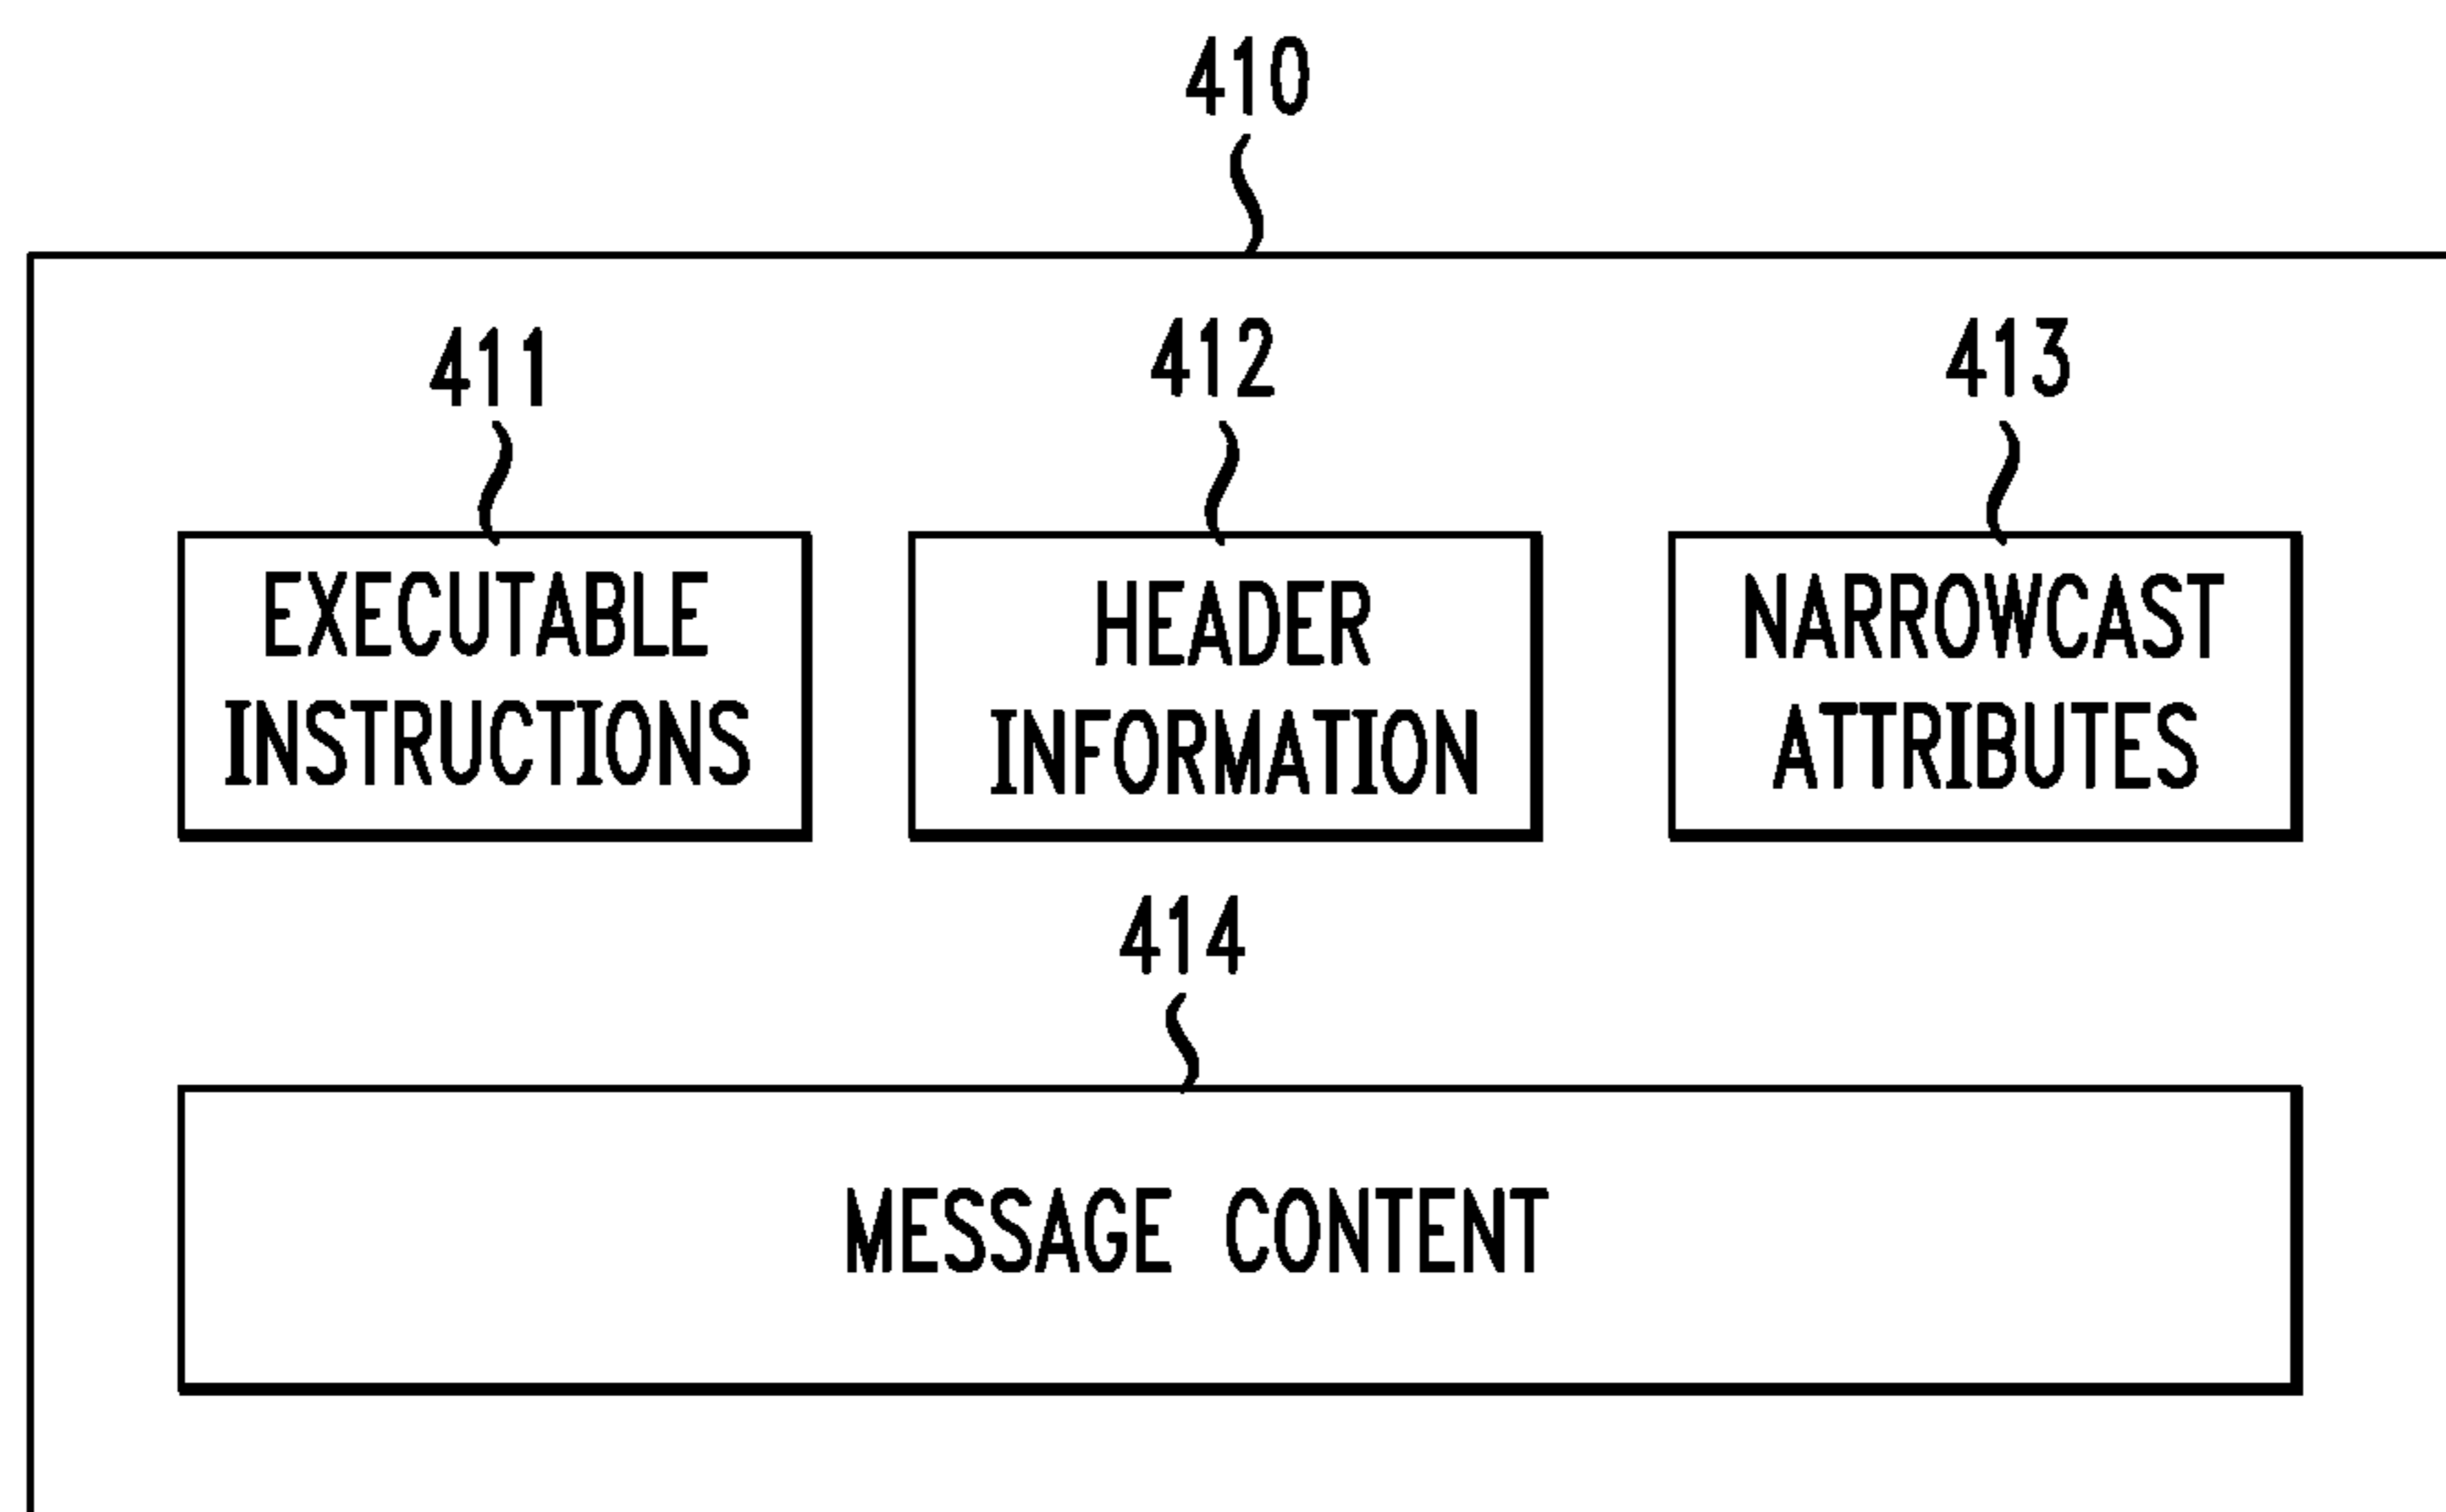 410
411
412
413
EXECUTABLE
INSTRUCTIONS
HEADER
INFORMATION
NARROWCAST
ATTRIBUTES
414
MESSAGE CONTENT